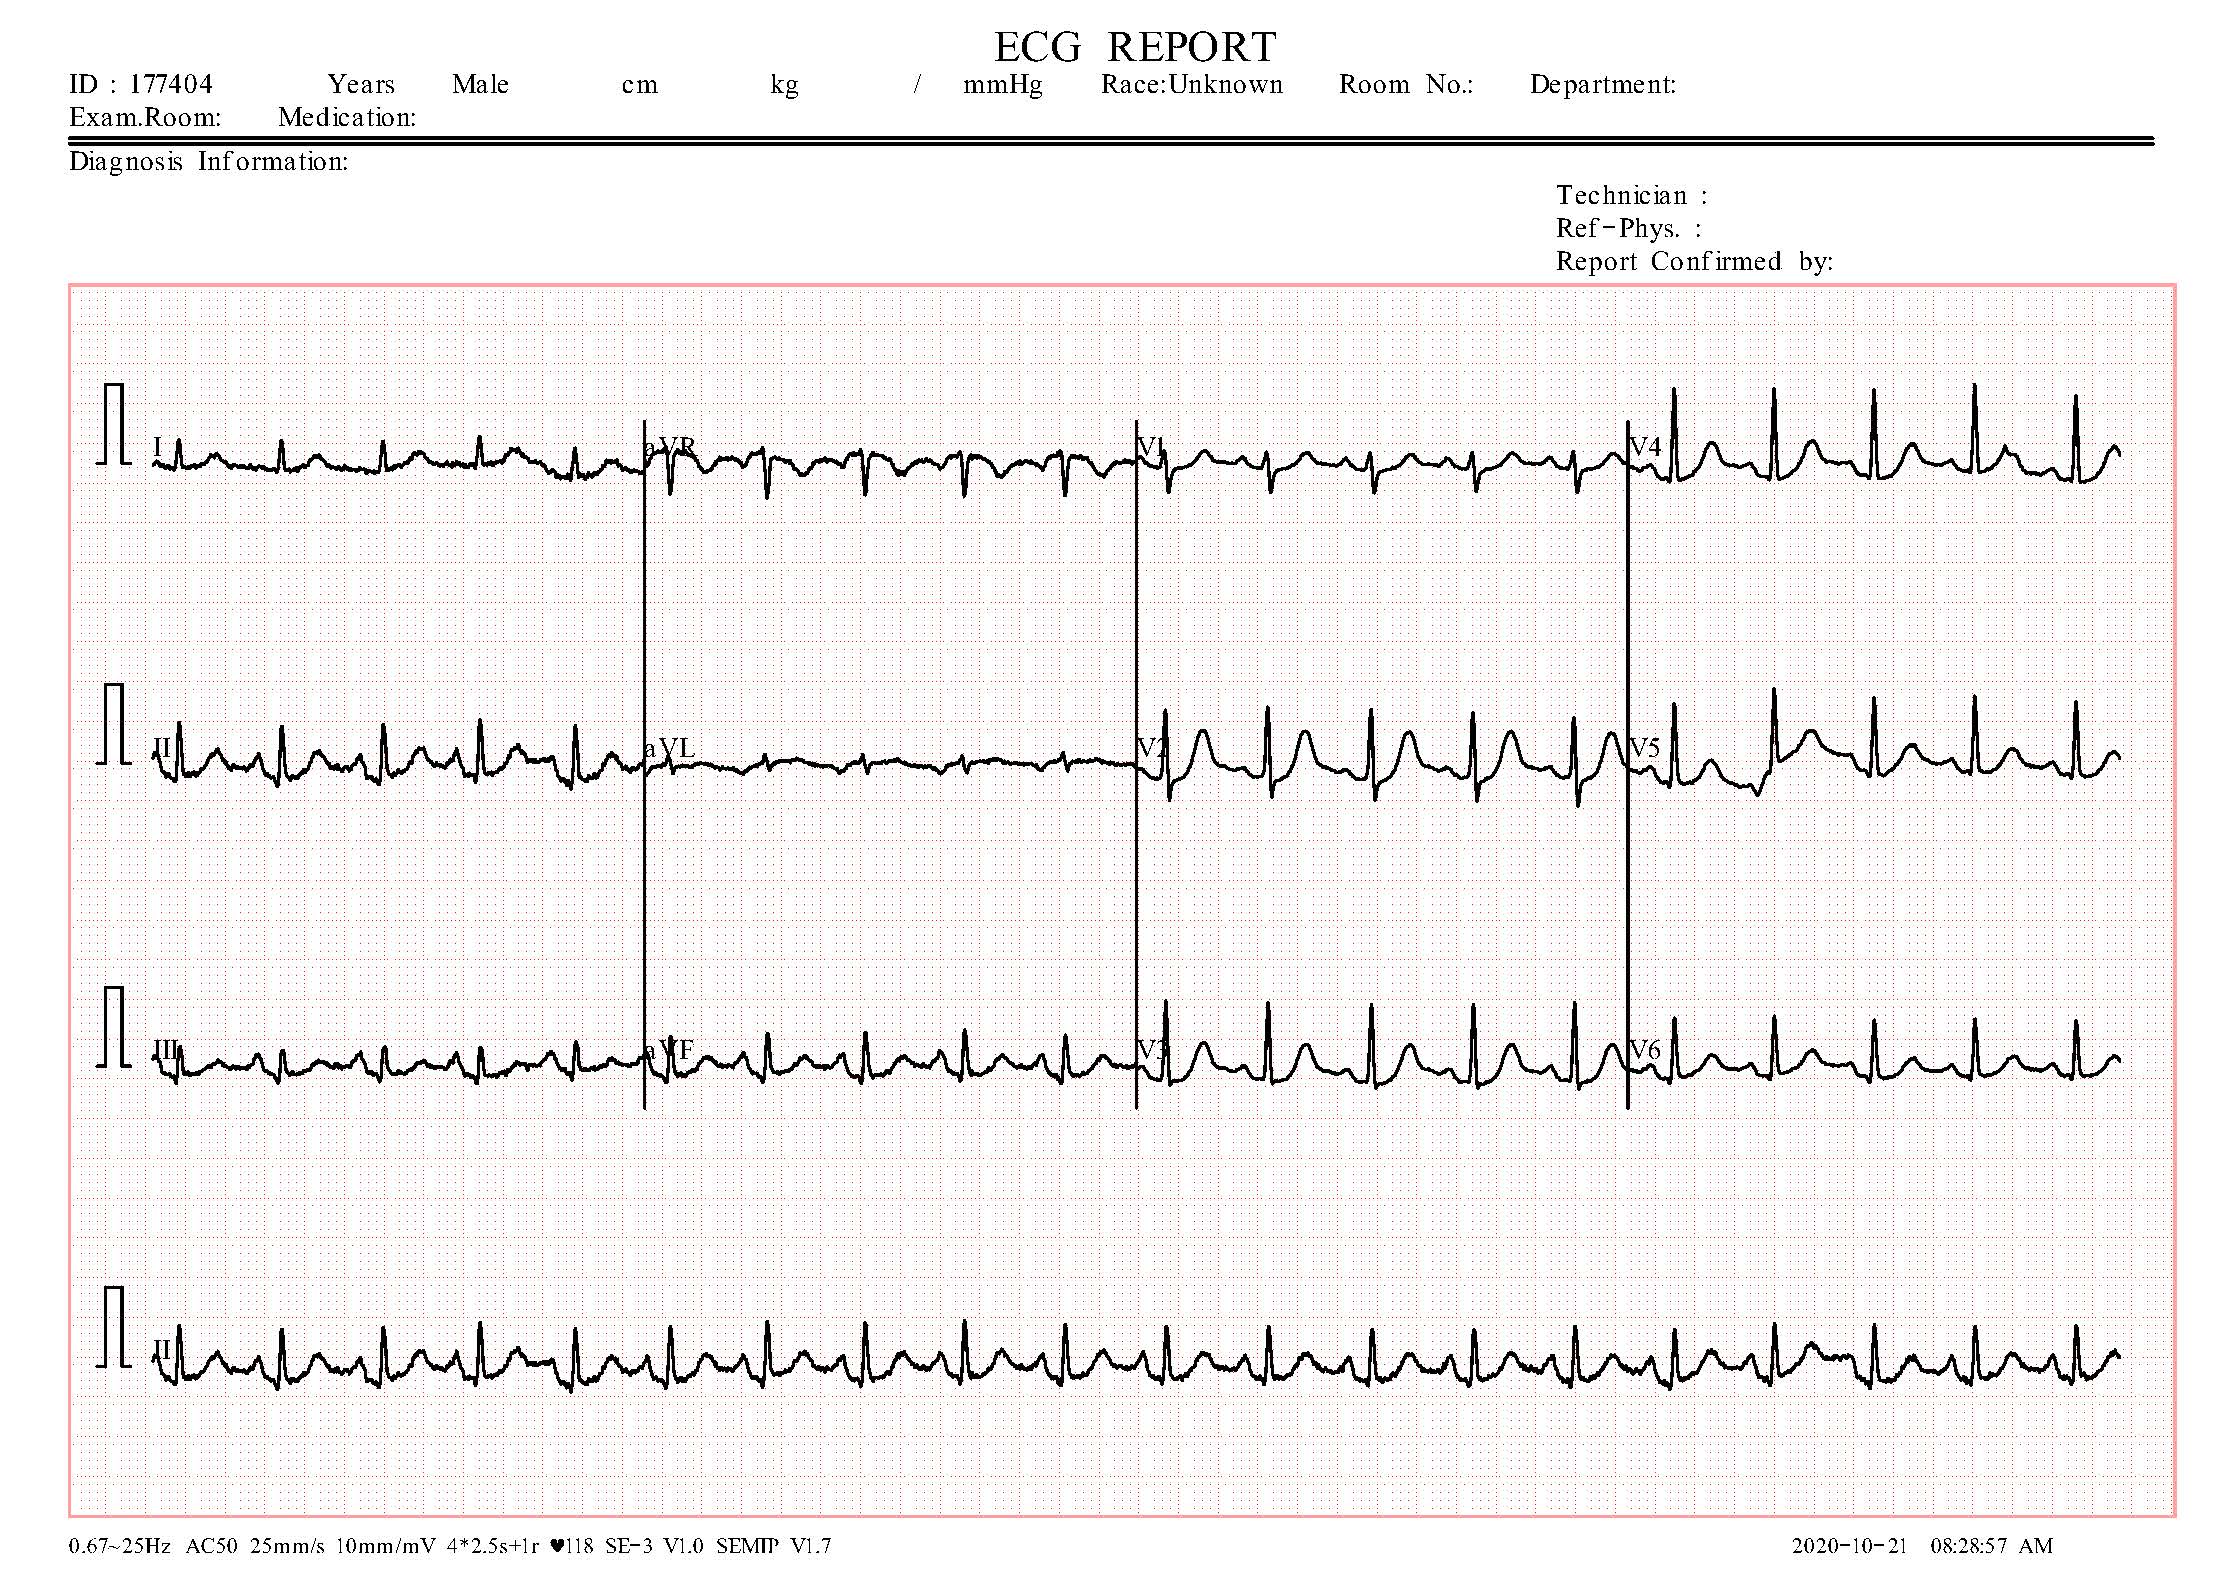 ECG REPORT
ID : 177404 Years Male cm kg / mmHg Race:Unknown Room No.: Department:
Exam.Room: Medication:
Diagnosis Information:
Technician :
Ref-Phys. :
Report Confirmed by:
I aVR V1 V4
II aVL V2 V5
III aVF V3 V6
II
0.67~25Hz AC50 25mm/s 10mm/mV 4*2.5s+1r ♥118 SE-3 V1.0 SEMIP V1.7 2020-10-21 08:28:57 AM